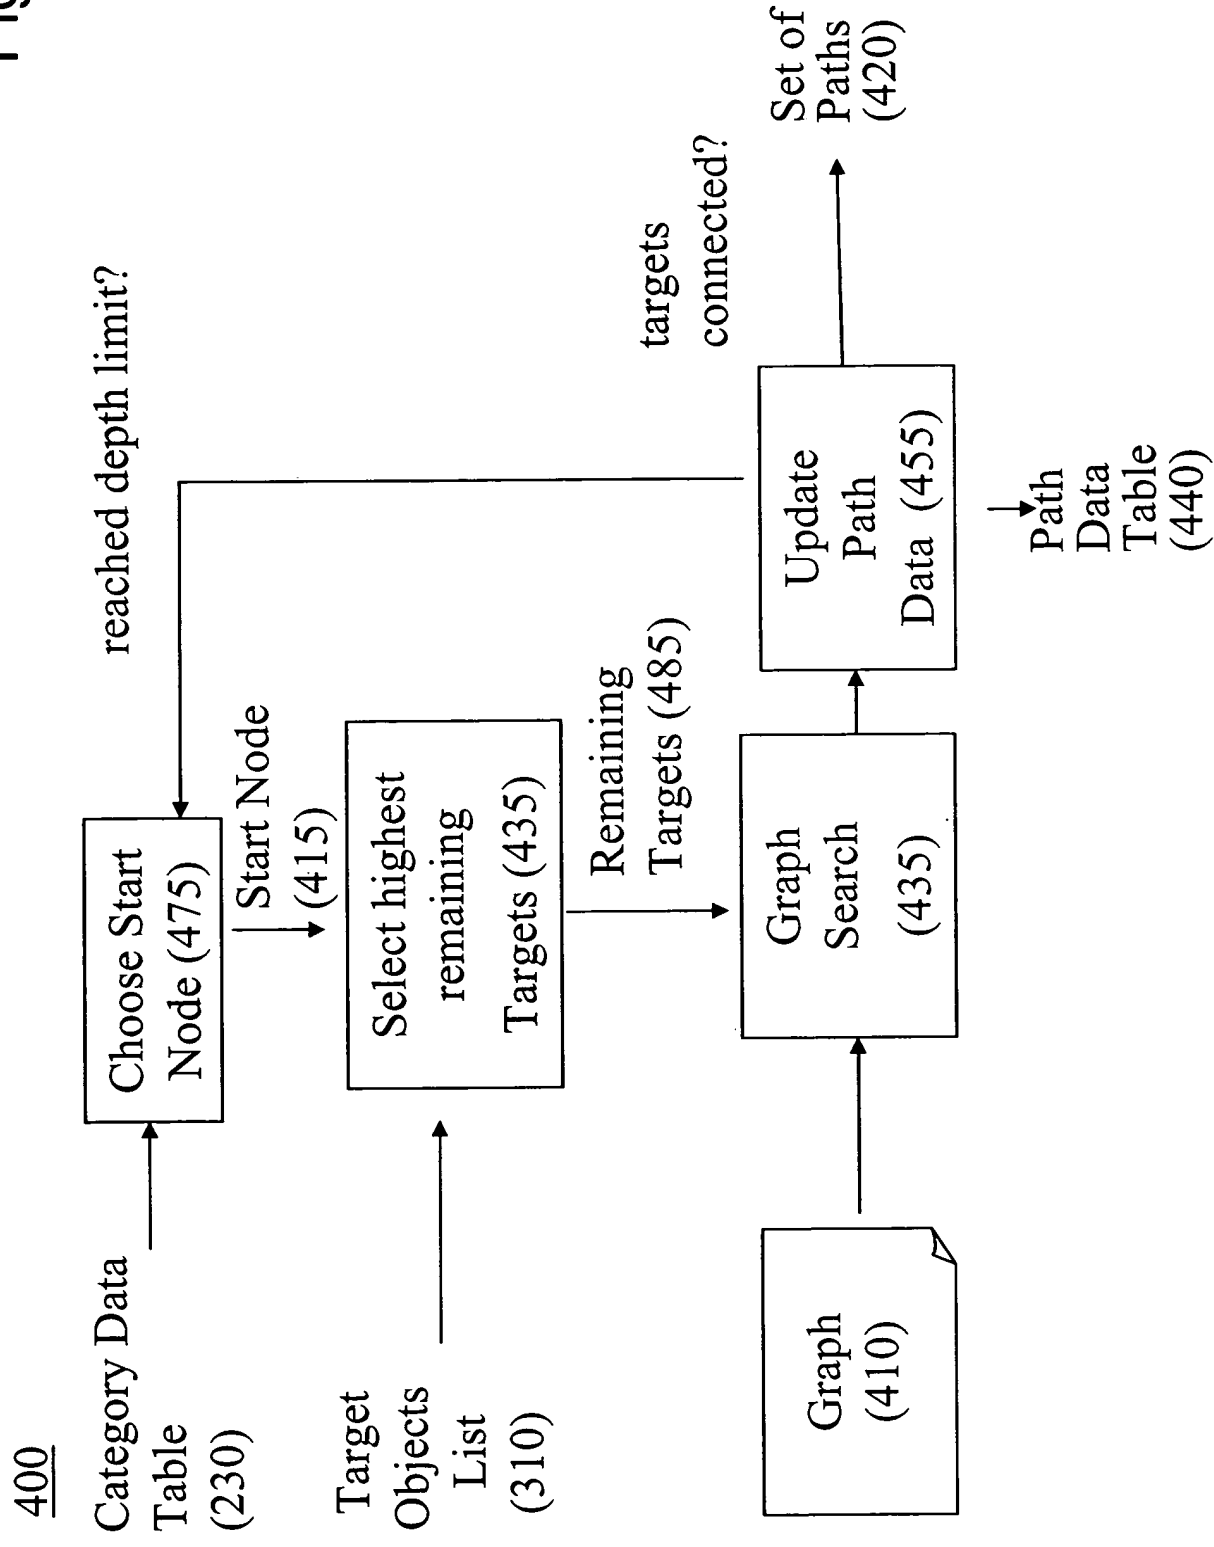 400
Category Data
Table
(230)
Choose Start
Node (475)
reached depth limit?
Start Node
(415)
Target
Objects
List
(310)
Select highest
remaining
Targets (435)
Remaining
Targets (485)
targets
connected?
Graph
(410)
Graph
Search
(435)
Update
Path
Data (455)
Set of
Paths
(420)
Path
Data
Table
(440)